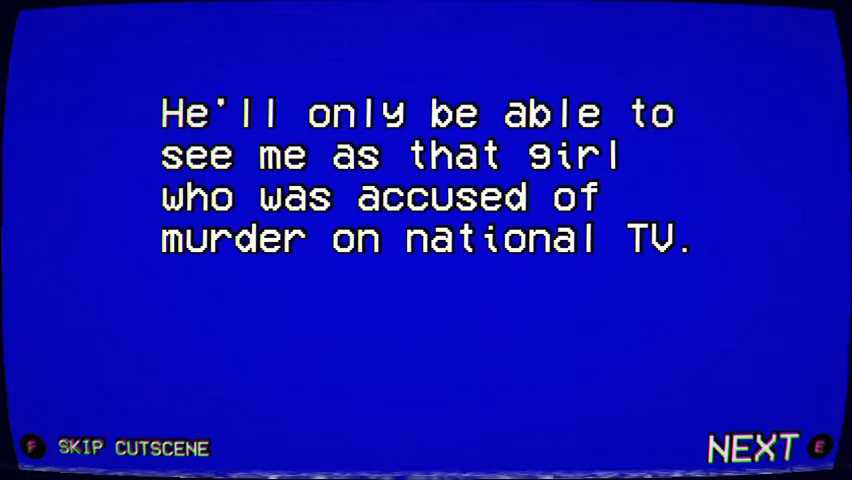 He'll only be able to
see me as that girl
who was accused of
murder on national TV.
F SKIP CUTSCENE
NEXT E